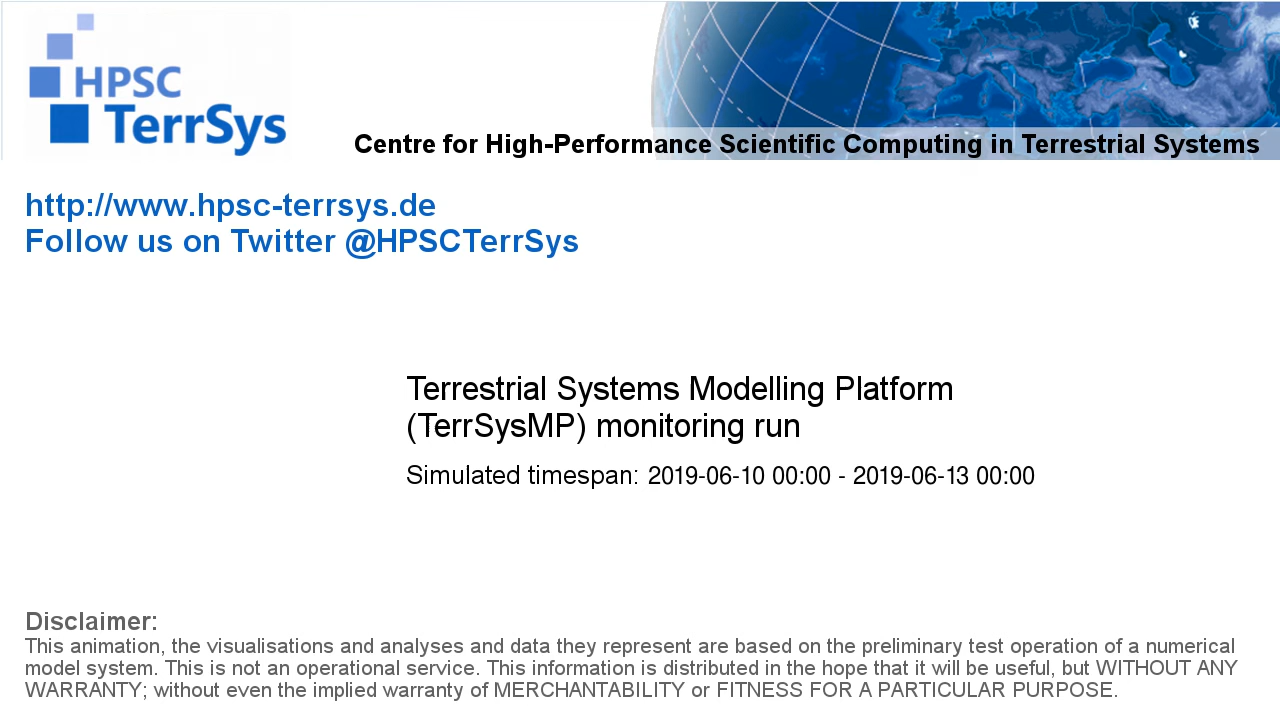 HPSC
TerrSys
Centre for High-Performance Scientific Computing in Terrestrial Systems
http://www.hpsc-terrsys.de
Follow us on Twitter @HPSCTerrSys
Terrestrial Systems Modelling Platform
(TerrSysMP) monitoring run
Simulated timespan: 2019-06-10 00:00 - 2019-06-13 00:00
Disclaimer:
This animation, the visualisations and analyses and data they represent are based on the preliminary test operation of a numerical
model system. This is not an operational service. This information is distributed in the hope that it will be useful, but WITHOUT ANY
WARRANTY; without even the implied warranty of MERCHANTABILITY or FITNESS FOR A PARTICULAR PURPOSE.